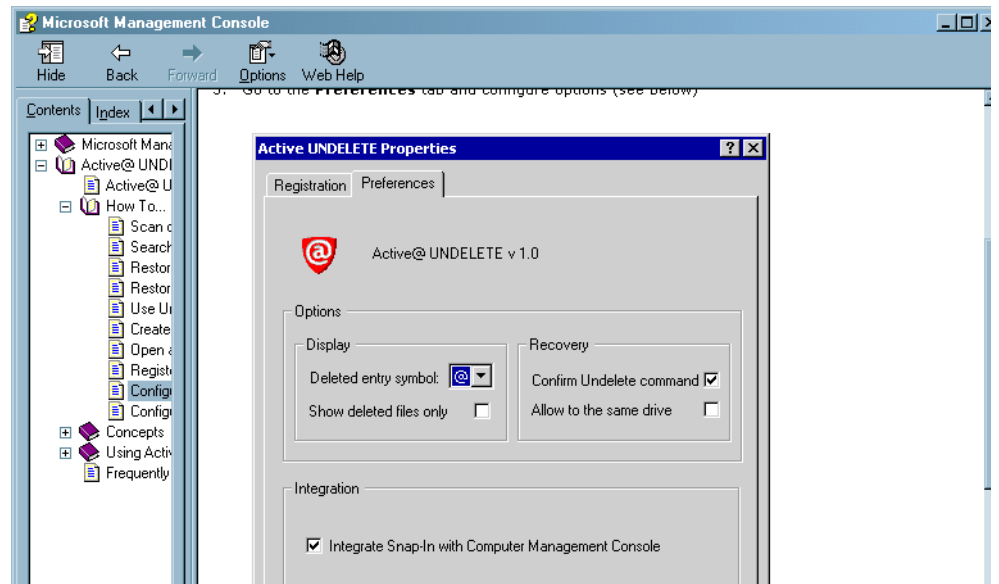 Microsoft Management Console
Hide Back Forward Options Web Help
Go to the Preferences tab and configure options (see below)
Contents Index
Microsoft Mana
Active@ UNDI
Active@ U
How To...
Scan
Search
Restor
Restor
Use Un
Create
Open
Registe
Config
Config
Concepts
Using Activ
Frequently
Active UNDELETE Properties
Registration Preferences
@ Active@ UNDELETE v 1.0
Options
Display
Deleted entry symbol: @
Show deleted files only
Recovery
Confirm Undelete command
Allow to the same drive
Integration
Integrate Snap-In with Computer Management Console